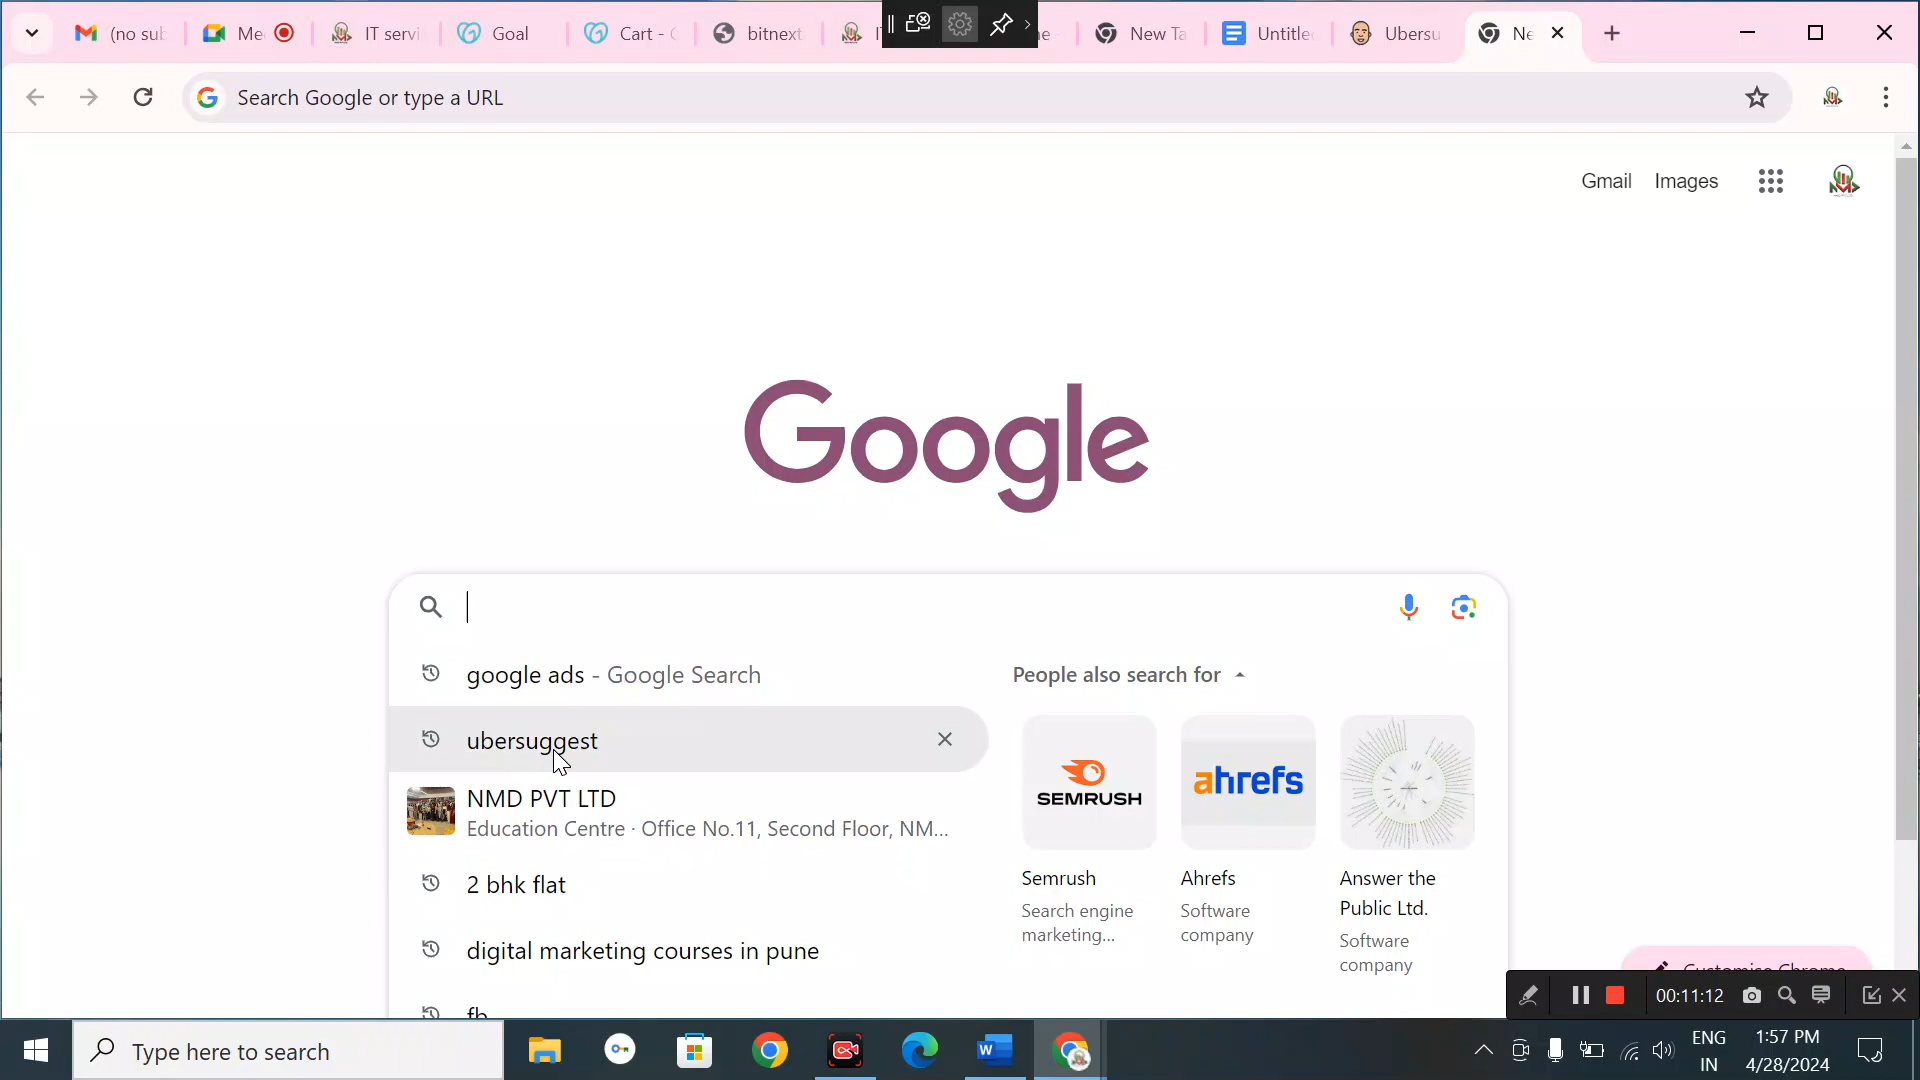 (no sub
Me
IT servi
Goal
Cart - G
bitnext
New Ta
Untitle
Ubersu
Ne
Search Google or type a URL
Gmail
Images
Google
google ads - Google Search
ubersuggest
NMD PVT LTD
Education Centre · Office No.11, Second Floor, NM...
2 bhk flat
digital marketing courses in pune
fb
People also search for
SEMRUSH
ahrefs
Semrush
Search engine
marketing...
Ahrefs
Software
company
Answer the
Public Ltd.
Software
company
Customise Chrome
00:11:12
Type here to search
ENG
IN
1:57 PM
4/28/2024